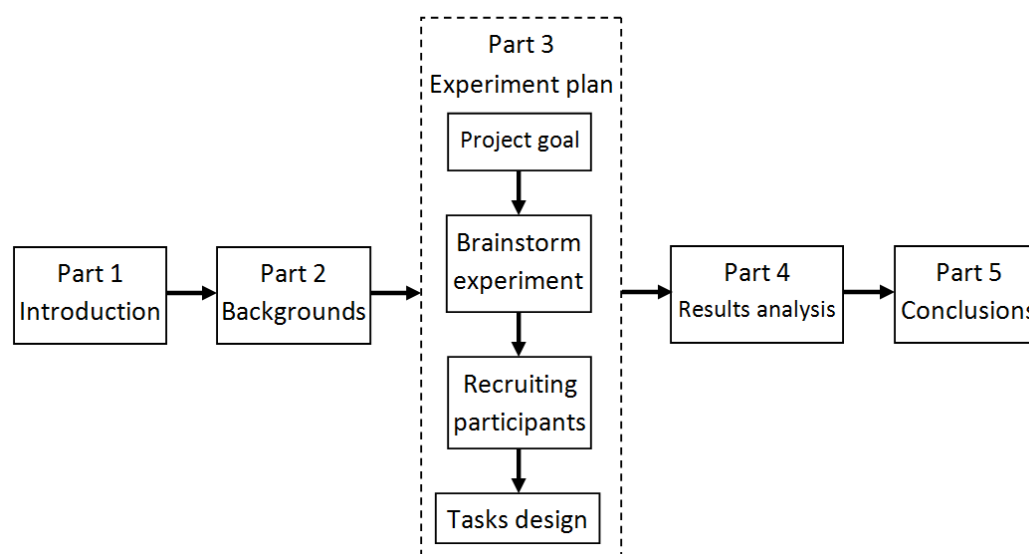 Part 1
Introduction
Part 2
Backgrounds
Part 3
Experiment plan
Project goal
Brainstorm
experiment
Recruiting
participants
Tasks design
Part 4
Results analysis
Part 5
Conclusions